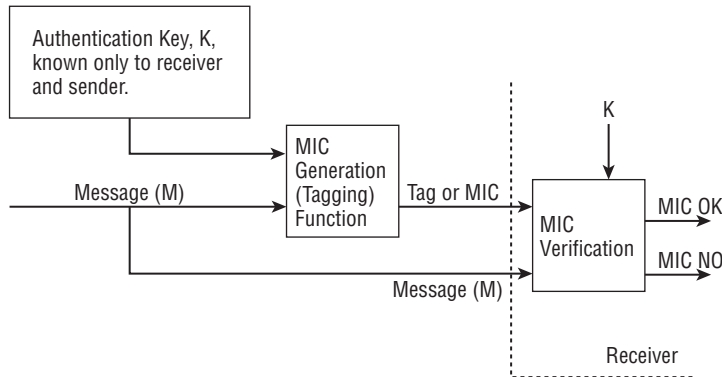 Authentication Key, K,
known only to receiver
and sender.
K
MIC
Generation
(Tagging)
Function
Message (M)
Tag or MIC
MIC
Verification
MIC OK
MIC NO
Message (M)
Receiver